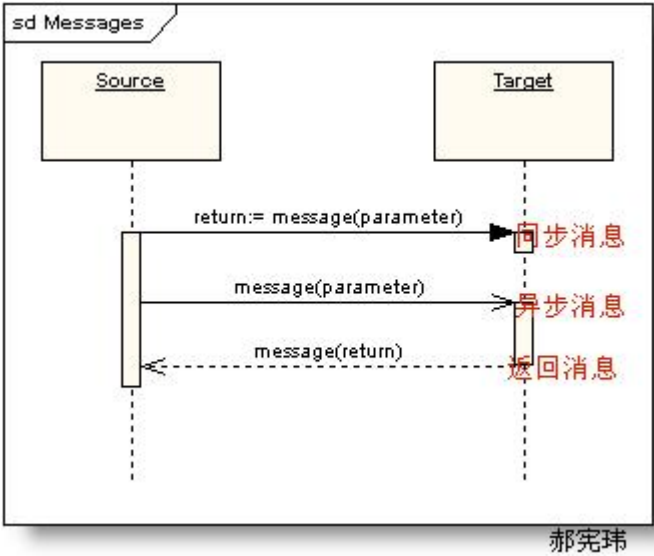 sd Messages
Source
Target
return:= message(parameter)
同步消息
message(parameter)
异步消息
message(return)
返回消息
郝宪玮